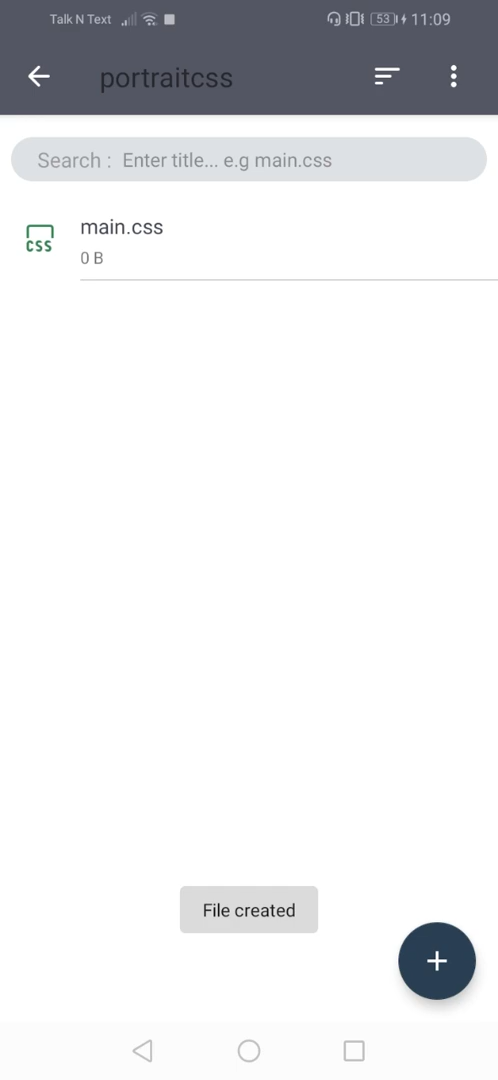 Talk N Text 53 11:09
portraitcss
Search : Enter title... e.g main.css
main.css
CSS
0 B
File created